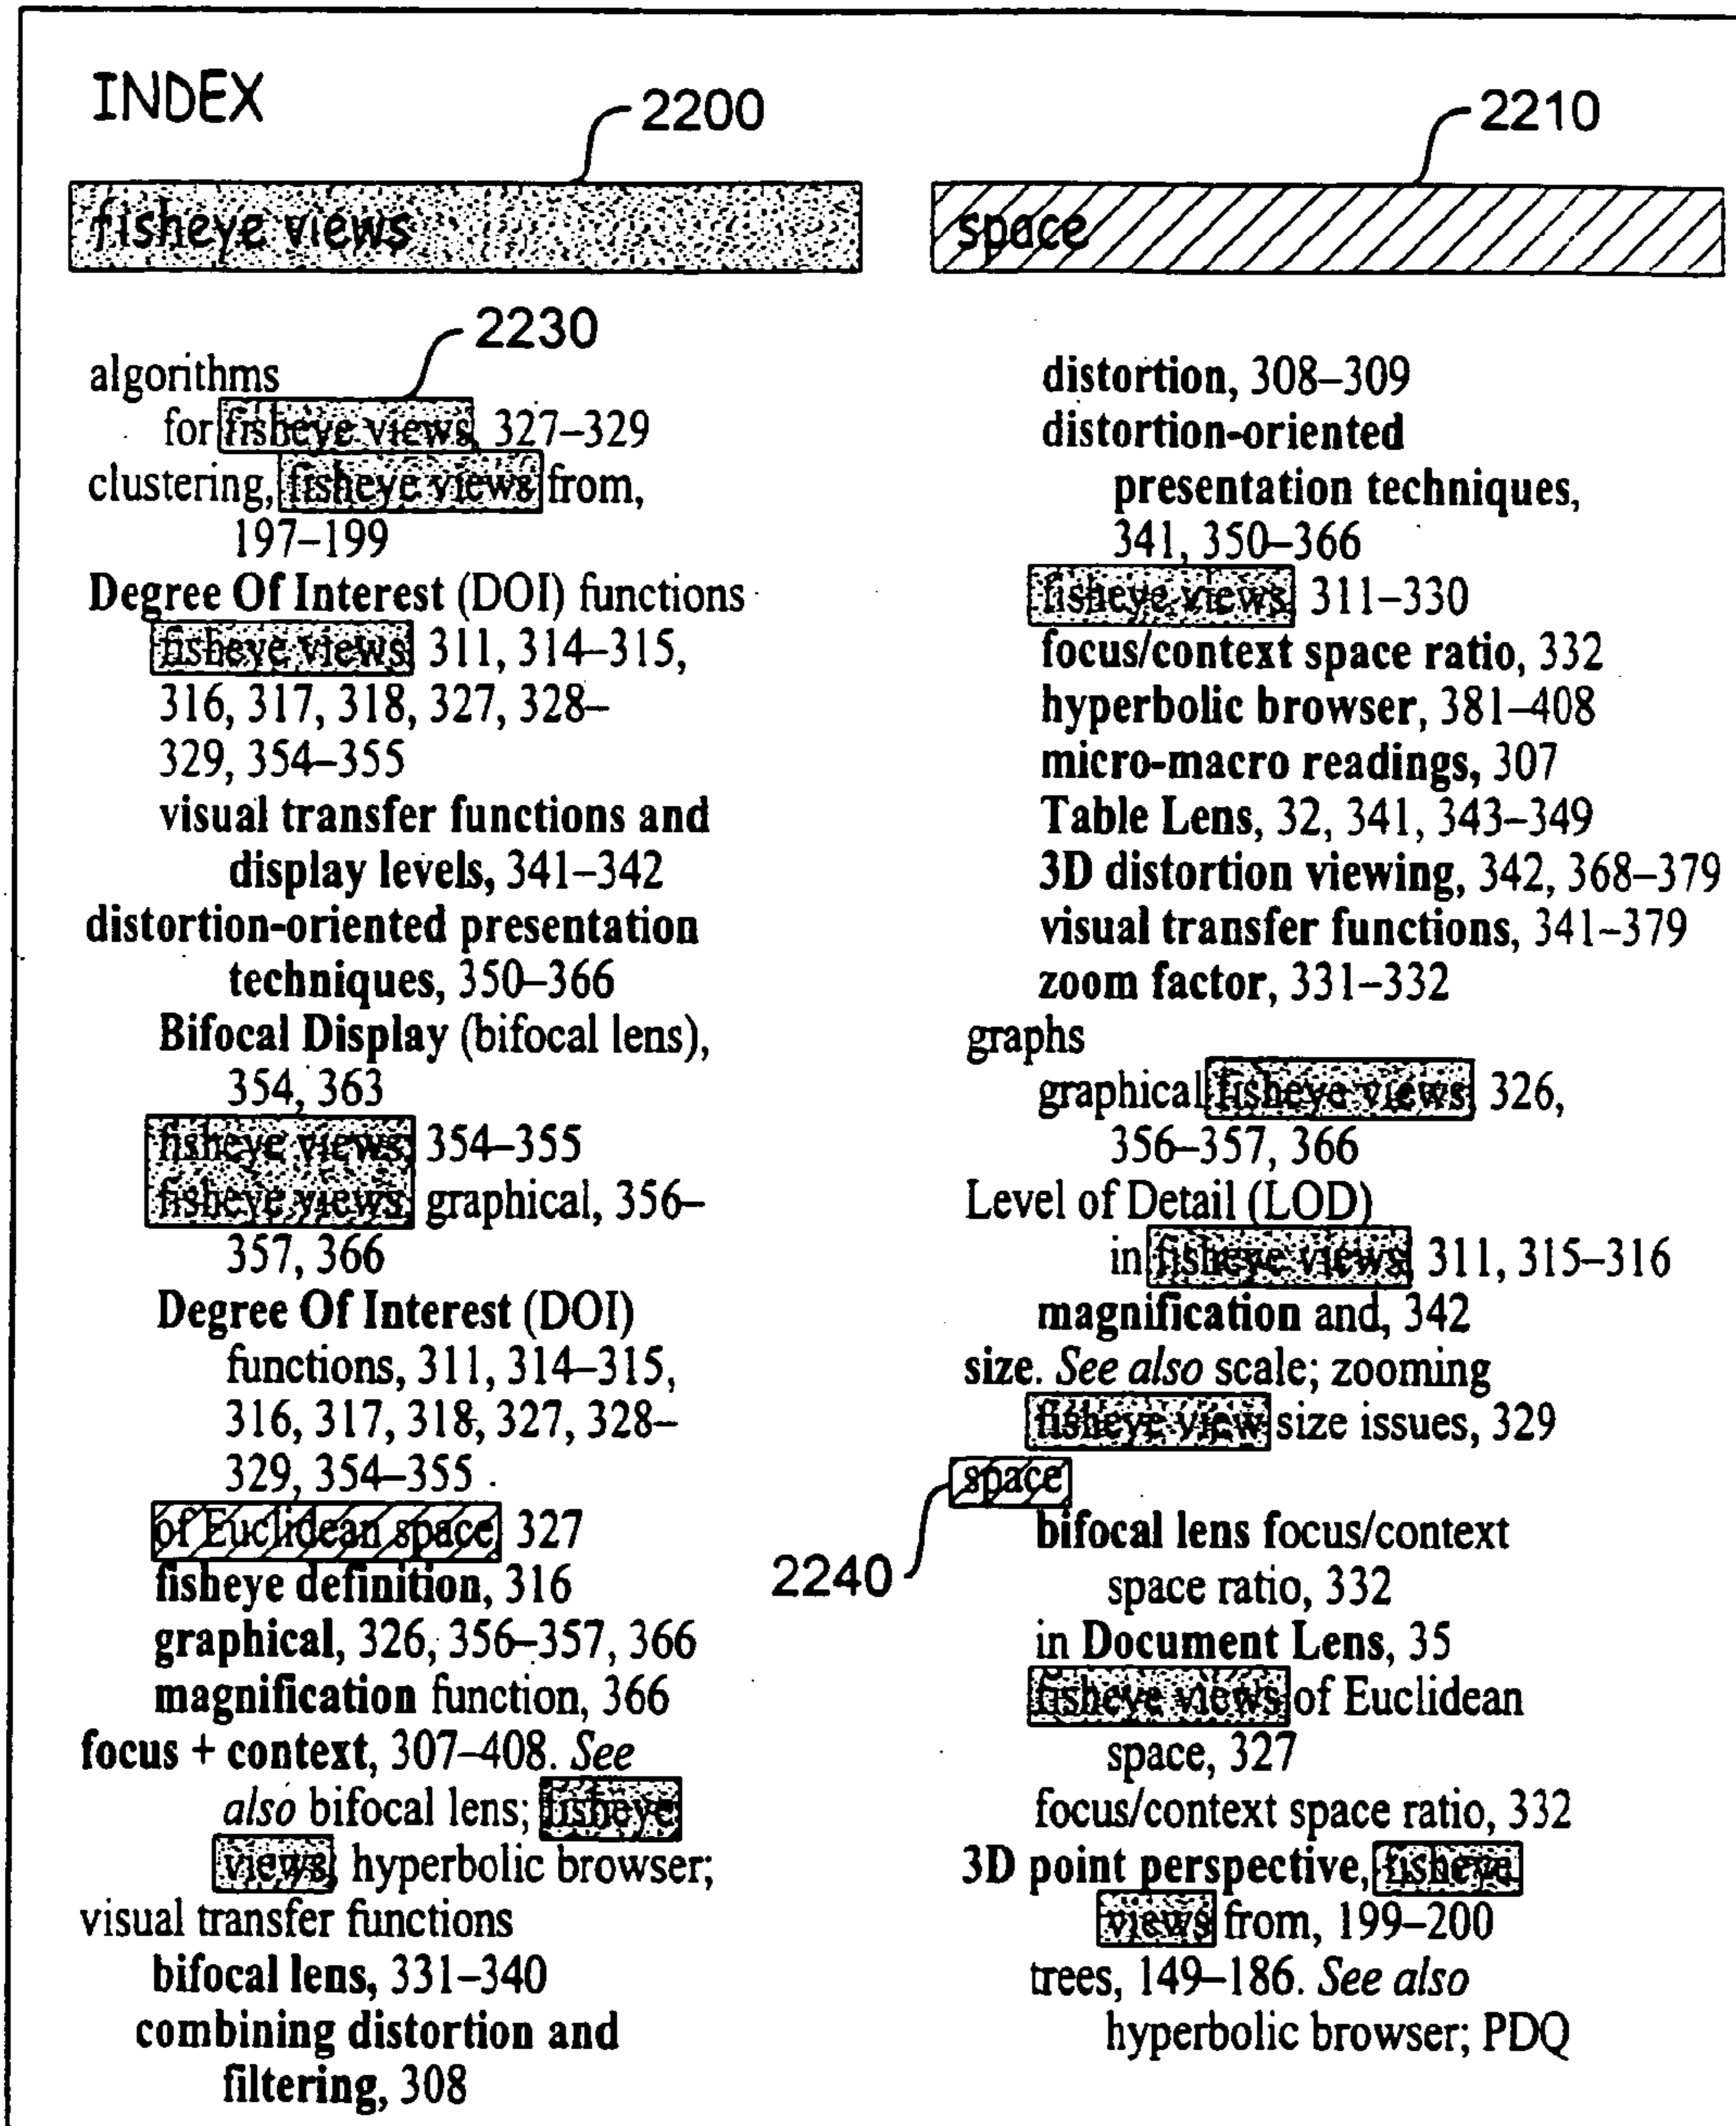 INDEX
2200
2210
fisheye views
space
2230
algorithms
for fisheye views, 327–329
clustering, fisheye views from,
197–199
Degree Of Interest (DOI) functions
fisheye views, 311, 314–315,
316, 317, 318, 327, 328–
329, 354–355
visual transfer functions and
display levels, 341–342
distortion-oriented presentation
techniques, 350–366
Bifocal Display (bifocal lens),
354, 363
fisheye views, 354–355
fisheye views, graphical, 356–
357, 366
Degree Of Interest (DOI)
functions, 311, 314–315,
316, 317, 318, 327, 328–
329, 354–355
of Euclidean space, 327
fisheye definition, 316
graphical, 326, 356–357, 366
magnification function, 366
focus + context, 307–408. See
also bifocal lens; fisheye
views; hyperbolic browser;
visual transfer functions
bifocal lens, 331–340
combining distortion and
filtering, 308
distortion, 308–309
distortion-oriented
presentation techniques,
341, 350–366
fisheye views, 311–330
focus/context space ratio, 332
hyperbolic browser, 381–408
micro-macro readings, 307
Table Lens, 32, 341, 343–349
3D distortion viewing, 342, 368–379
visual transfer functions, 341–379
zoom factor, 331–332
graphs
graphical fisheye views, 326,
356–357, 366
Level of Detail (LOD)
in fisheye views, 311, 315–316
magnification and, 342
size. See also scale; zooming
fisheye view size issues, 329
space
2240
bifocal lens focus/context
space ratio, 332
in Document Lens, 35
fisheye views of Euclidean
space, 327
focus/context space ratio, 332
3D point perspective, fisheye
views from, 199–200
trees, 149–186. See also
hyperbolic browser; PDQ